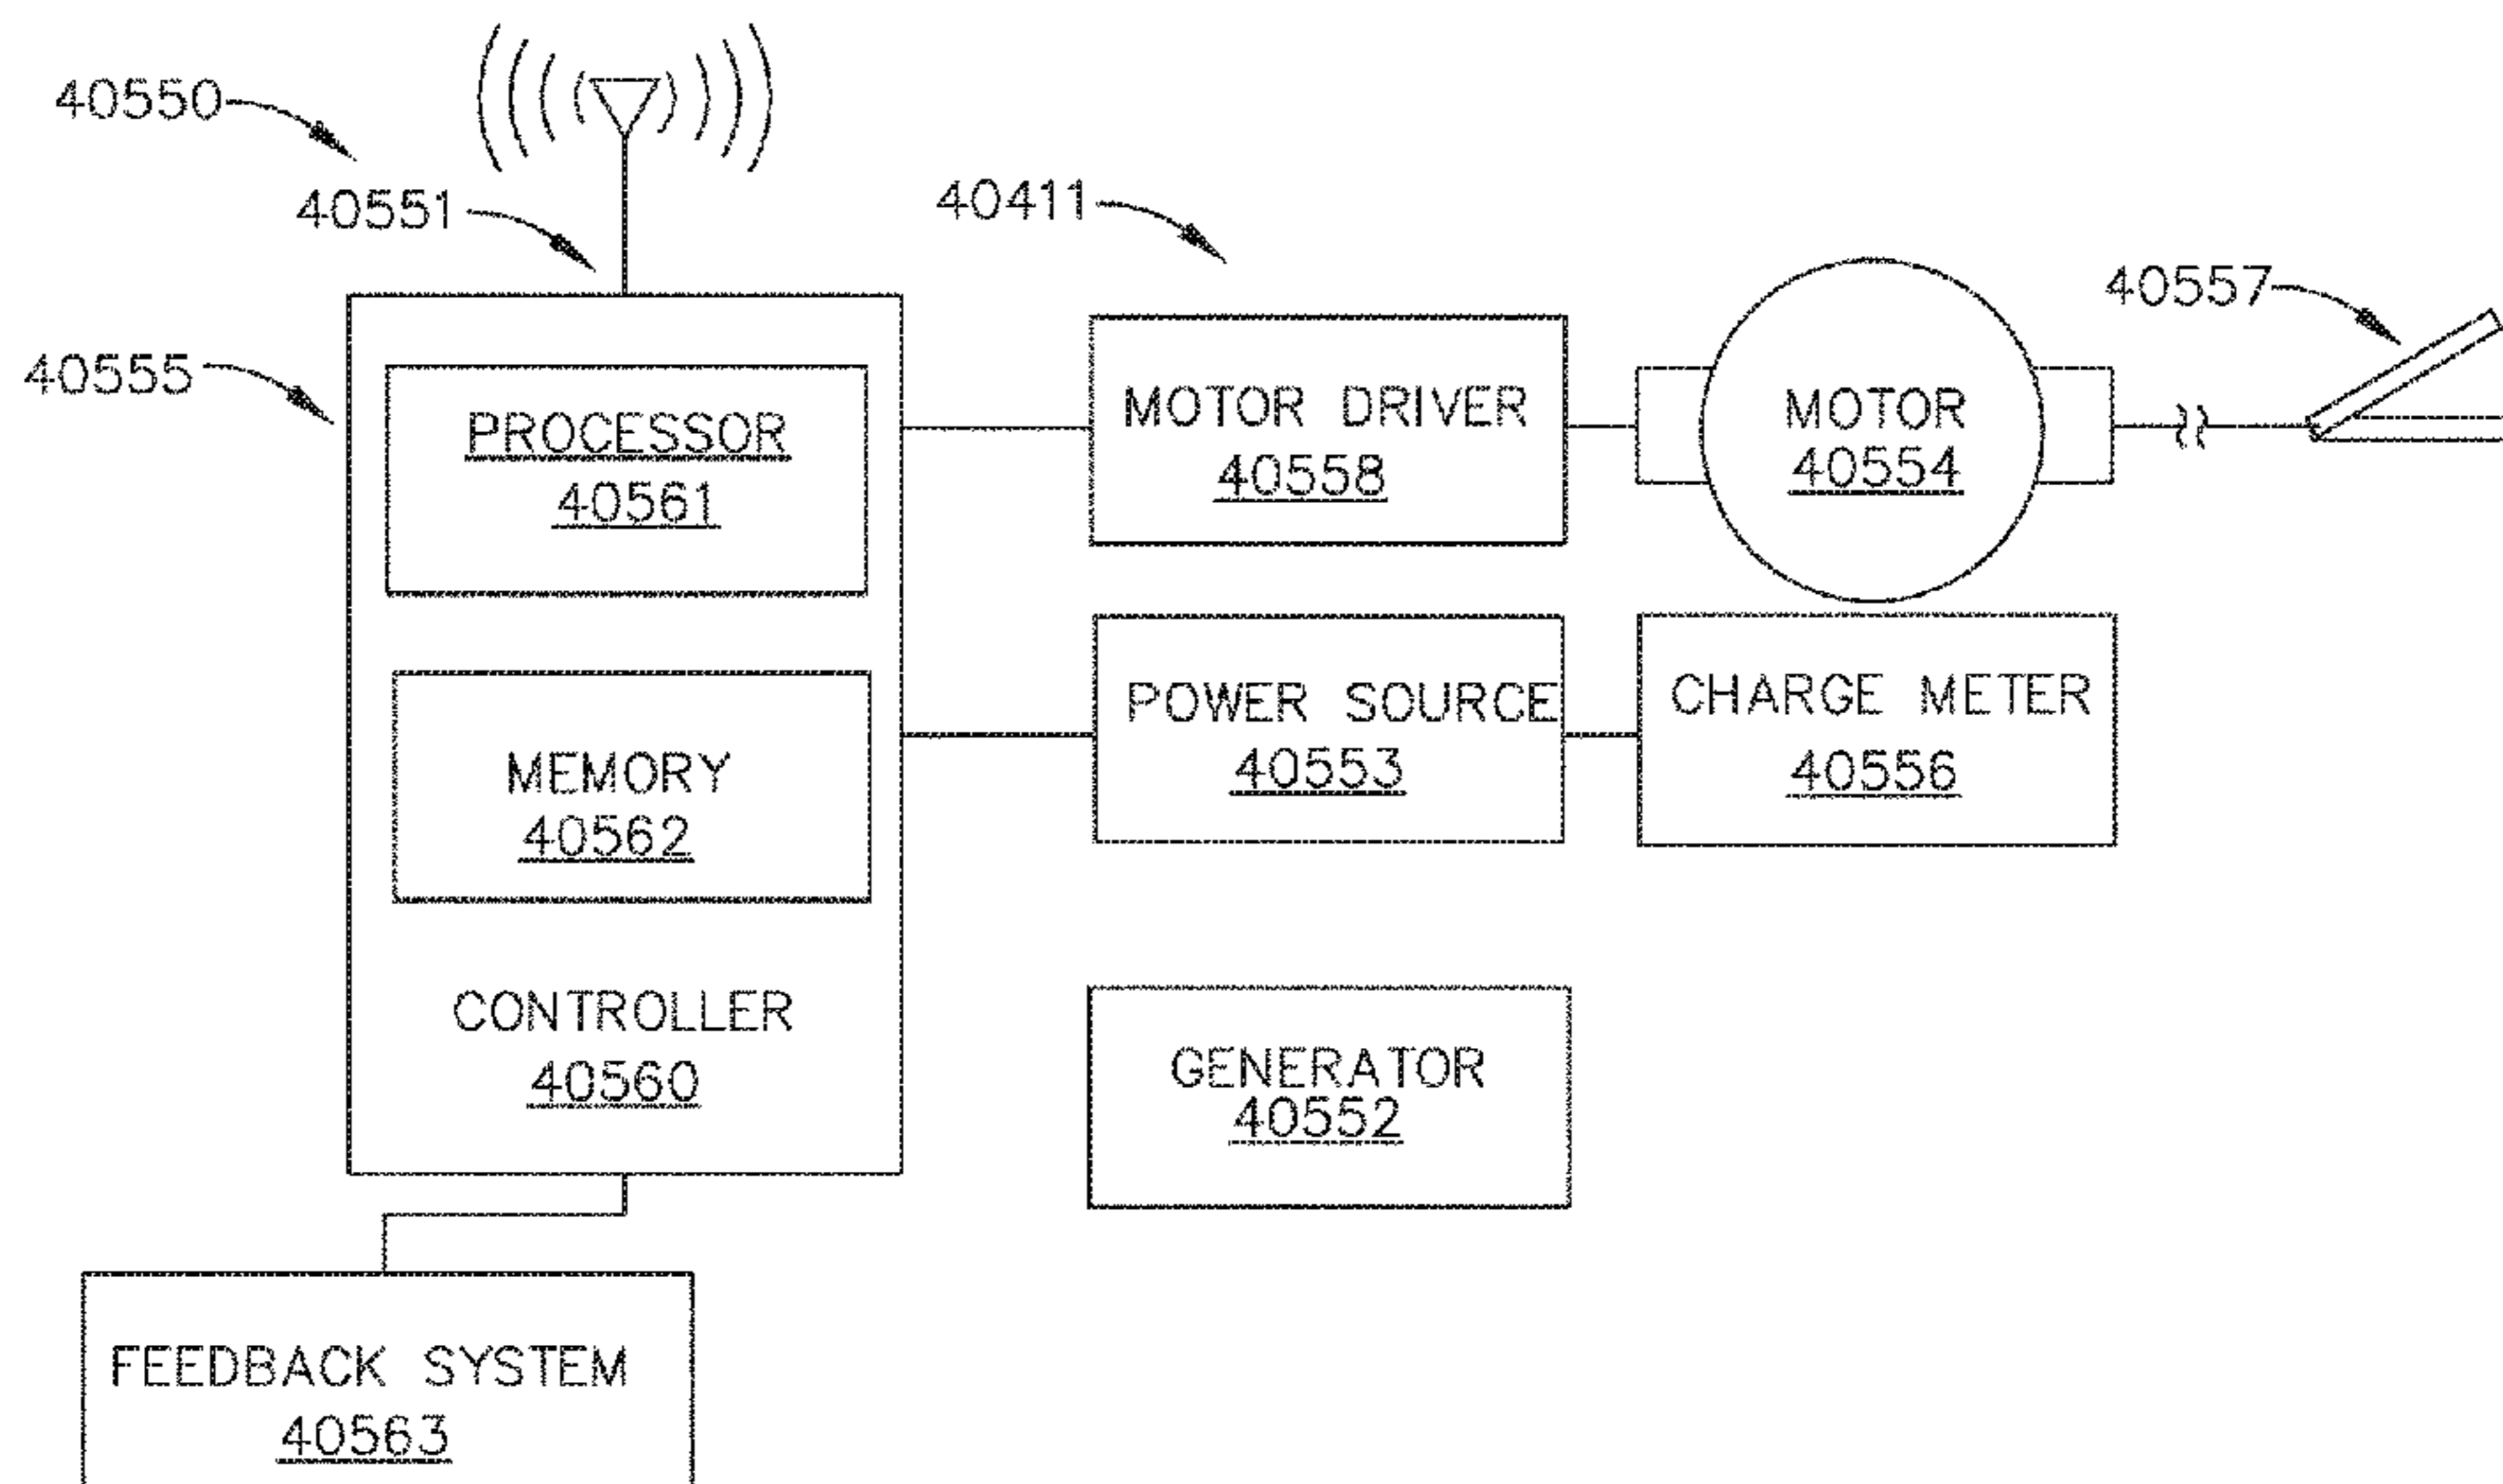 40550
40551
40411
40557
40555
PROCESSOR
40561
MOTOR DRIVER
40558
MOTOR
40554
MEMORY
40562
POWER SOURCE
40553
CHARGE METER
40556
CONTROLLER
40560
GENERATOR
40552
FEEDBACK SYSTEM
40563